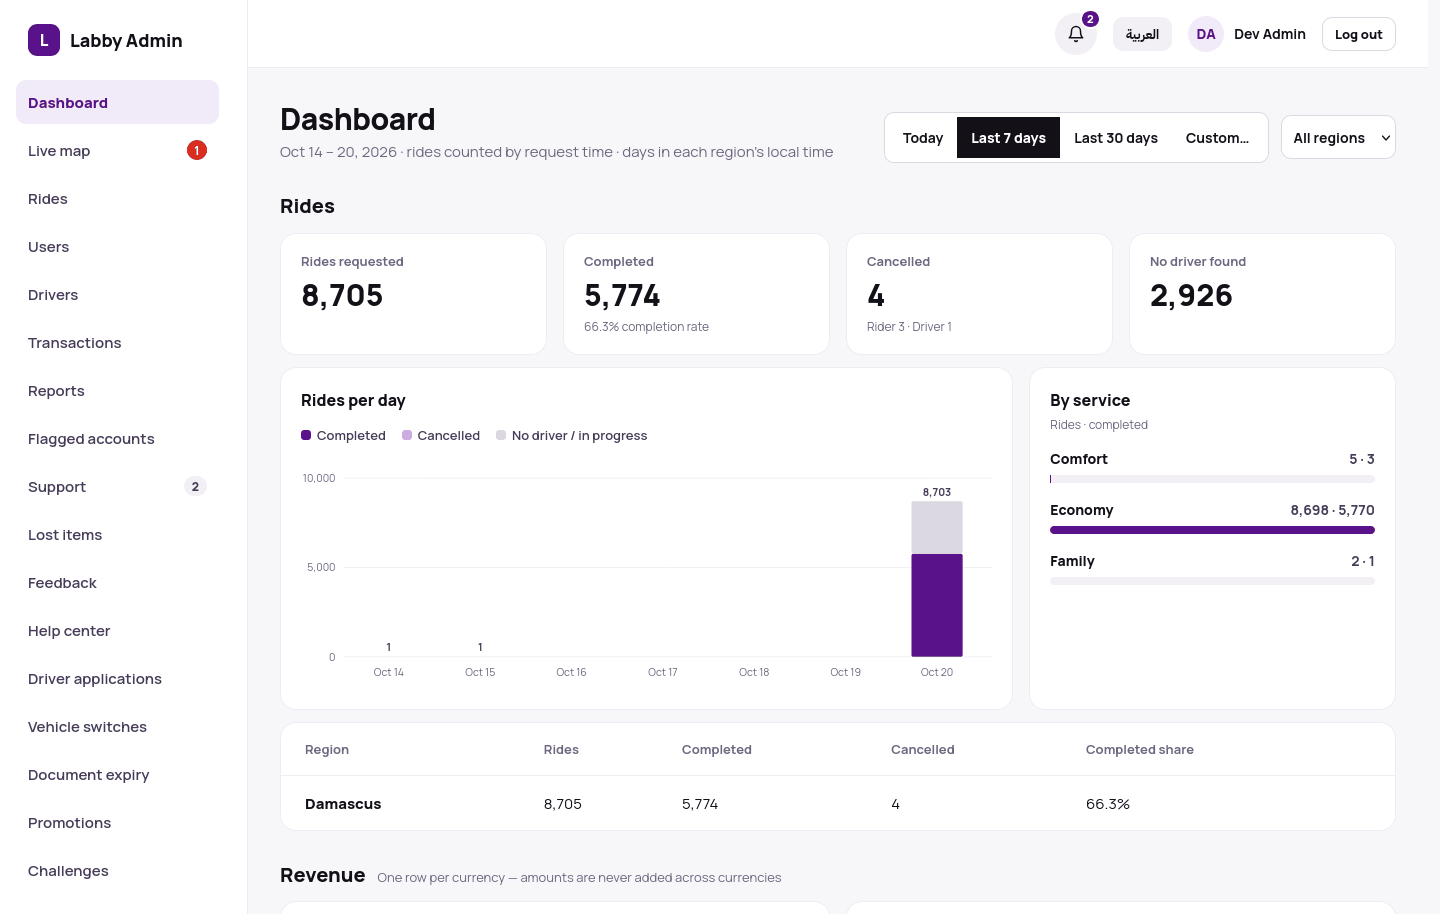 L Labby Admin
2
العربية
DA Dev Admin
Log out
Dashboard
Live map 1
Rides
Users
Drivers
Transactions
Reports
Flagged accounts
Support 2
Lost items
Feedback
Help center
Driver applications
Vehicle switches
Document expiry
Promotions
Challenges
Dashboard
Oct 14 – 20, 2026 · rides counted by request time · days in each region's local time
Today Last 7 days Last 30 days Custom…
All regions
Rides
Rides requested
8,705
Completed
5,774
66.3% completion rate
Cancelled
4
Rider 3 · Driver 1
No driver found
2,926
Rides per day
Completed Cancelled No driver / in progress
10,000
5,000
0
1 1 8,703
Oct 14 Oct 15 Oct 16 Oct 17 Oct 18 Oct 19 Oct 20
By service
Rides · completed
Comfort 5 · 3
Economy 8,698 · 5,770
Family 2 · 1
Region Rides Completed Cancelled Completed share
Damascus 8,705 5,774 4 66.3%
Revenue One row per currency — amounts are never added across currencies